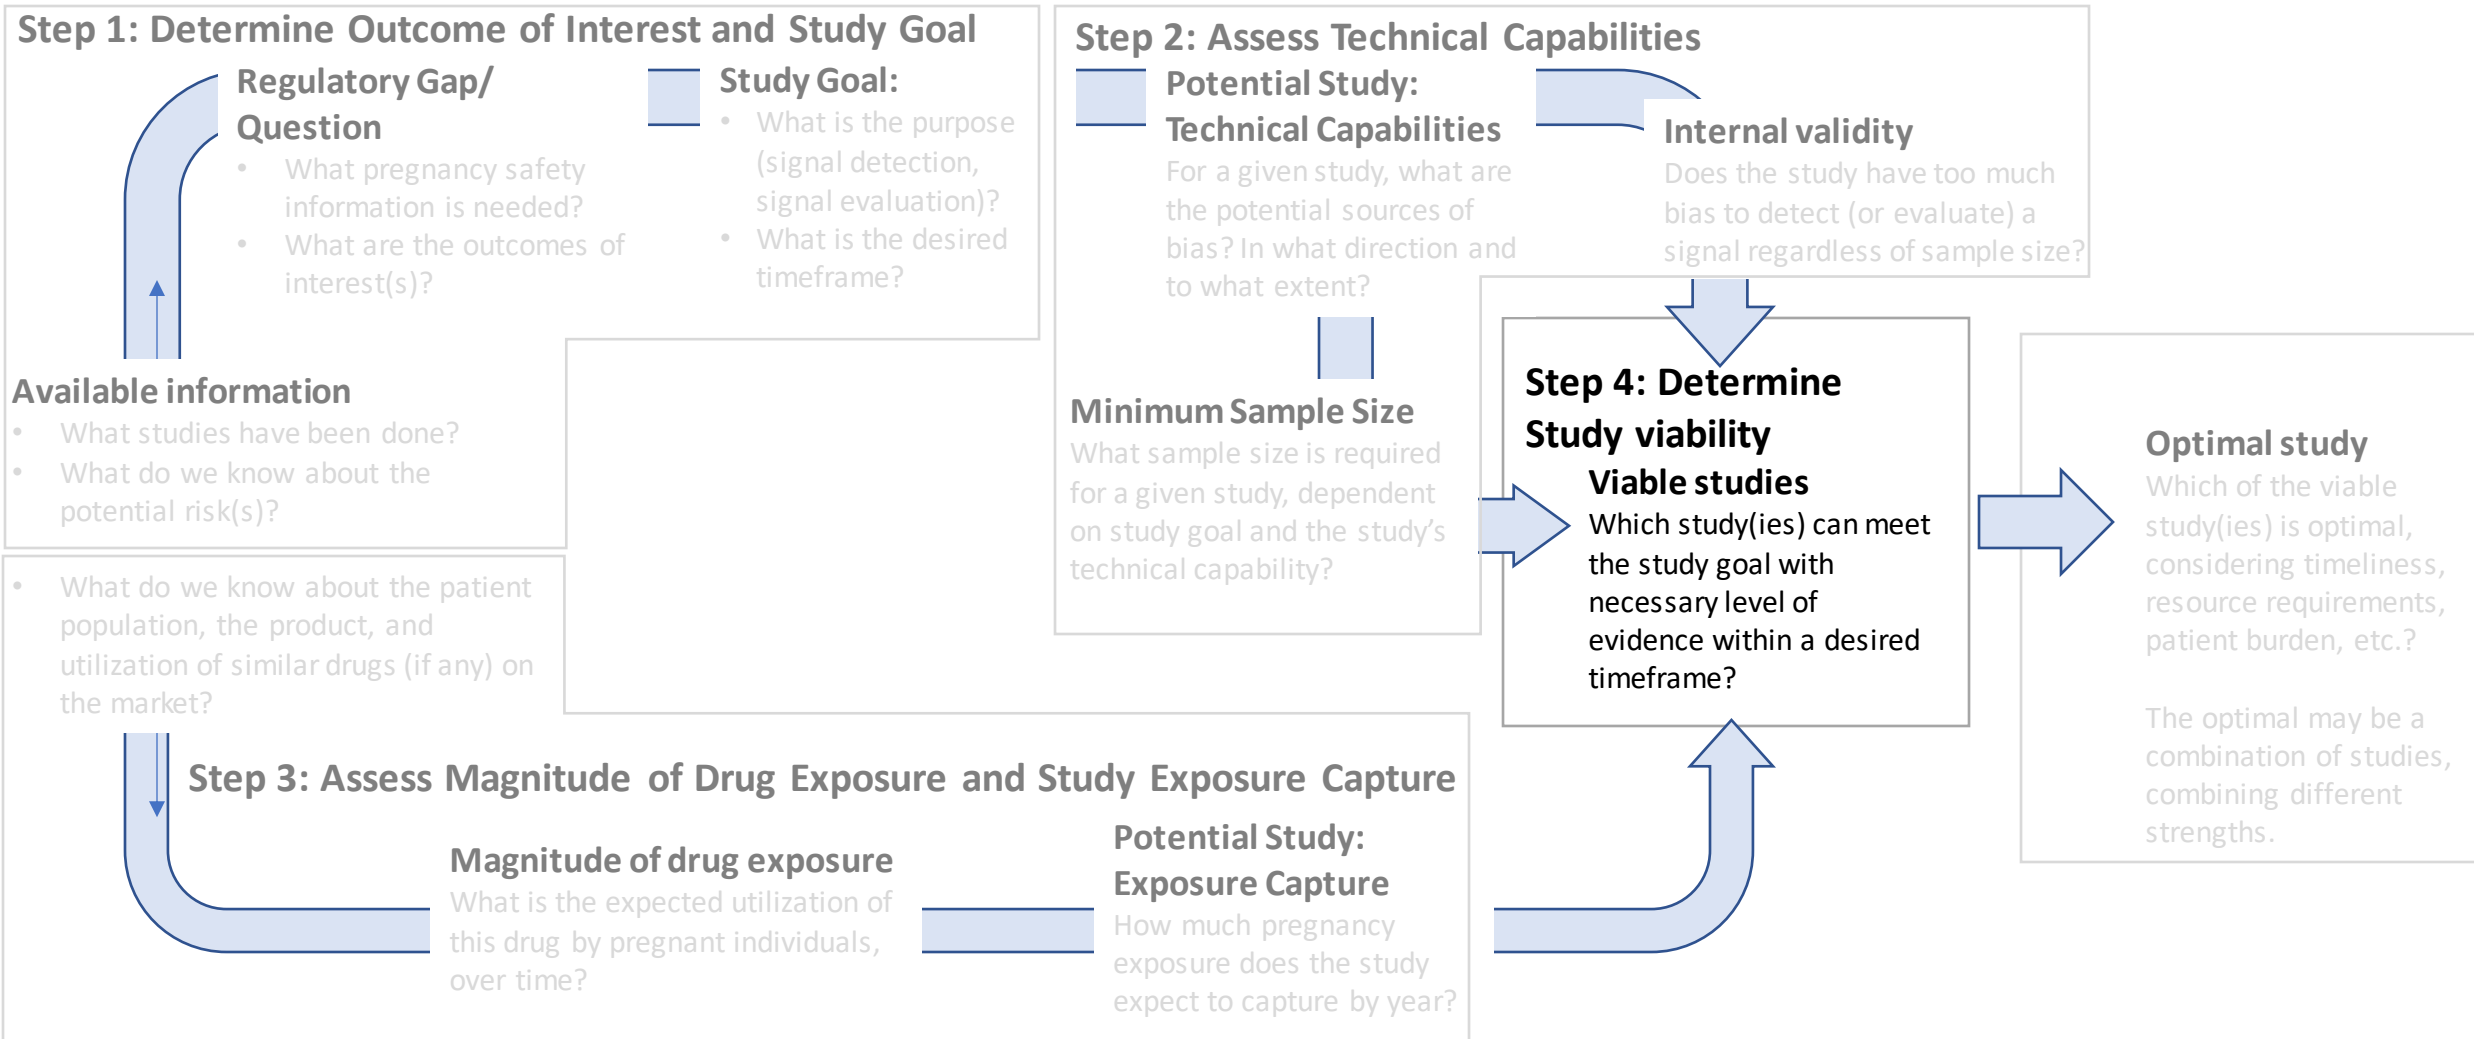 Step 1: Determine Outcome of Interest and Study Goal
Regulatory Gap/
Question
• What pregnancy safety
information is needed?
• What are the outcomes of
interest(s)?
Study Goal:
• What is the purpose
(signal detection,
signal evaluation)?
• What is the desired
timeframe?
Available information
• What studies have been done?
• What do we know about the
potential risk(s)?
• What do we know about the patient
population, the product, and
utilization of similar drugs (if any) on
the market?
Step 2: Assess Technical Capabilities
Potential Study:
Technical Capabilities
For a given study, what are
the potential sources of
bias? In what direction and
to what extent?
Internal validity
Does the study have too much
bias to detect (or evaluate) a
signal regardless of sample size?
Minimum Sample Size
What sample size is required
for a given study, dependent
on study goal and the study's
technical capability?
Step 3: Assess Magnitude of Drug Exposure and Study Exposure Capture
Magnitude of drug exposure
What is the expected utilization of
this drug by pregnant individuals,
over time?
Potential Study:
Exposure Capture
How much pregnancy
exposure does the study
expect to capture by year?
Step 4: Determine
Study viability
Viable studies
Which study(ies) can meet
the study goal with
necessary level of
evidence within a desired
timeframe?
Optimal study
Which of the viable
study(ies) is optimal,
considering timeliness,
resource requirements,
patient burden, etc.?
The optimal may be a
combination of studies,
combining different
strengths.